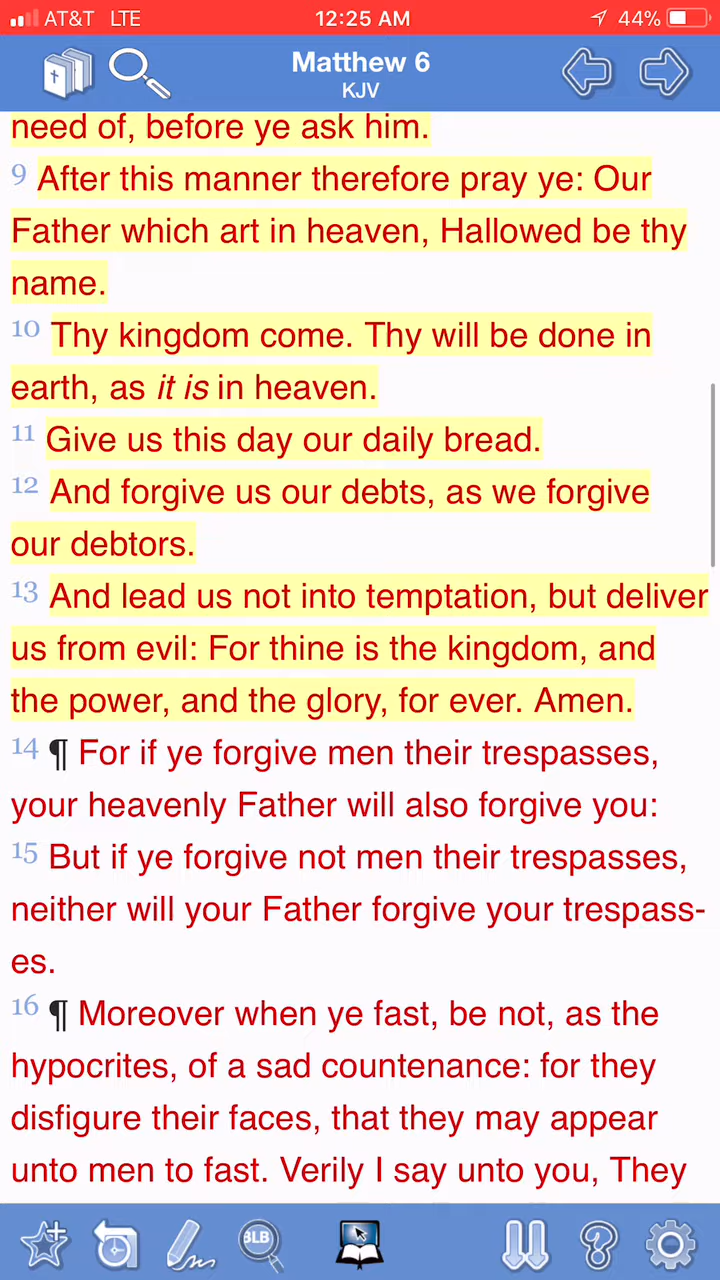 AT&T LTE 12:25 AM 44%
Matthew 6
KJV
need of, before ye ask him.
9 After this manner therefore pray ye: Our
Father which art in heaven, Hallowed be thy
name.
10 Thy kingdom come. Thy will be done in
earth, as it is in heaven.
11 Give us this day our daily bread.
12 And forgive us our debts, as we forgive
our debtors.
13 And lead us not into temptation, but deliver
us from evil: For thine is the kingdom, and
the power, and the glory, for ever. Amen.
14 ¶ For if ye forgive men their trespasses,
your heavenly Father will also forgive you:
15 But if ye forgive not men their trespasses,
neither will your Father forgive your trespass-
es.
16 ¶ Moreover when ye fast, be not, as the
hypocrites, of a sad countenance: for they
disfigure their faces, that they may appear
unto men to fast. Verily I say unto you, They
BLB